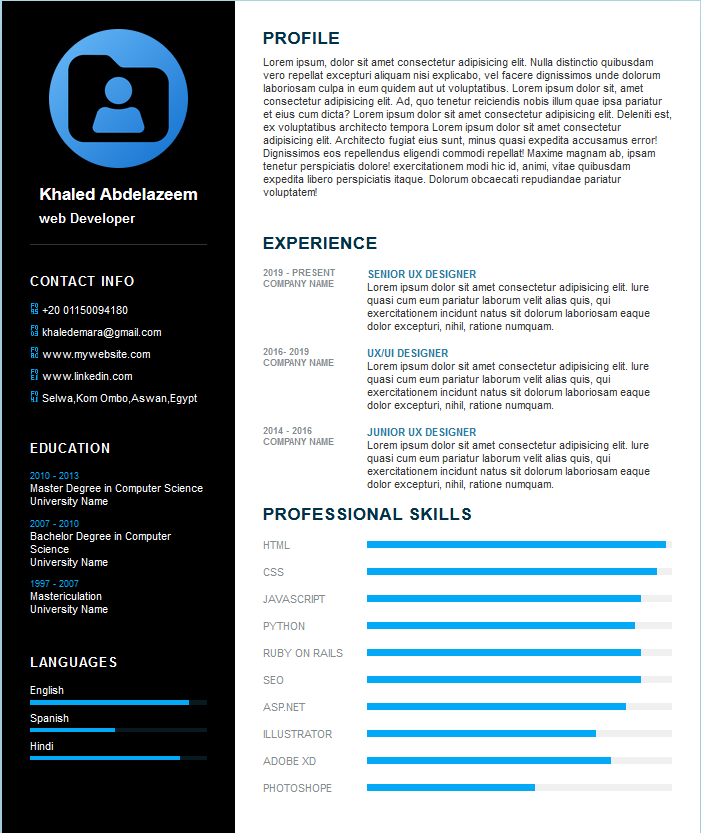 Khaled Abdelazeem
web Developer
CONTACT INFO
+20 01150094180
khaledemara@gmail.com
www.mywebsite.com
www.linkedin.com
Selwa,Kom Ombo,Aswan,Egypt
EDUCATION
2010 - 2013
Master Degree in Computer Science
University Name
2007 - 2010
Bachelor Degree in Computer
Science
University Name
1997 - 2007
Mastericulation
University Name
LANGUAGES
English
Spanish
Hindi
PROFILE
Lorem ipsum, dolor sit amet consectetur adipisicing elit. Nulla distinctio quibusdam
vero repellat excepturi aliquam nisi explicabo, vel facere dignissimos unde dolorum
laboriosam culpa in eum quidem aut ut voluptatibus. Lorem ipsum dolor sit, amet
consectetur adipisicing elit. Ad, quo tenetur reiciendis nobis illum quae ipsa pariatur
et eius cum dicta? Lorem ipsum dolor sit amet consectetur adipisicing elit. Deleniti est,
ex voluptatibus architecto tempora Lorem ipsum dolor sit amet consectetur
adipisicing elit. Architecto fugiat eius sunt, minus quasi expedita accusamus error!
Dignissimos eos repellendus eligendi commodi repellat! Maxime magnam ab, ipsam
tenetur perspiciatis dolore! exercitationem modi hic id, animi, vitae quibusdam
expedita libero perspiciatis itaque. Dolorum obcaecati repudiandae pariatur
voluptatem!
EXPERIENCE
2019 - PRESENT
COMPANY NAME
SENIOR UX DESIGNER
Lorem ipsum dolor sit amet consectetur adipisicing elit. Iure
quasi cum eum pariatur laborum velit alias quis, qui
exercitationem incidunt natus sit dolorum laboriosam eaque
dolor excepturi, nihil, ratione numquam.
2016- 2019
COMPANY NAME
UX/UI DESIGNER
Lorem ipsum dolor sit amet consectetur adipisicing elit. Iure
quasi cum eum pariatur laborum velit alias quis, qui
exercitationem incidunt natus sit dolorum laboriosam eaque
dolor excepturi, nihil, ratione numquam.
2014 - 2016
COMPANY NAME
JUNIOR UX DESIGNER
Lorem ipsum dolor sit amet consectetur adipisicing elit. Iure
quasi cum eum pariatur laborum velit alias quis, qui
exercitationem incidunt natus sit dolorum laboriosam eaque
dolor excepturi, nihil, ratione numquam.
PROFESSIONAL SKILLS
HTML
CSS
JAVASCRIPT
PYTHON
RUBY ON RAILS
SEO
ASP.NET
ILLUSTRATOR
ADOBE XD
PHOTOSHOPE